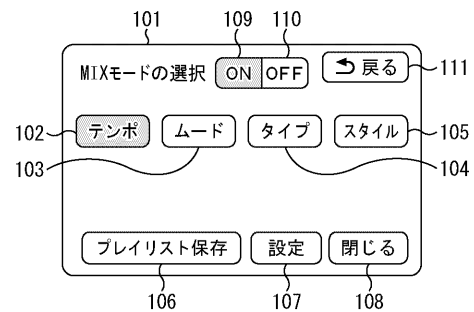 101 109 110
MIXモードの選択 ON OFF 戻る 111
102 テンポ ムード タイプ スタイル 105
103 104
プレイリスト保存 設定 閉じる
106 107 108